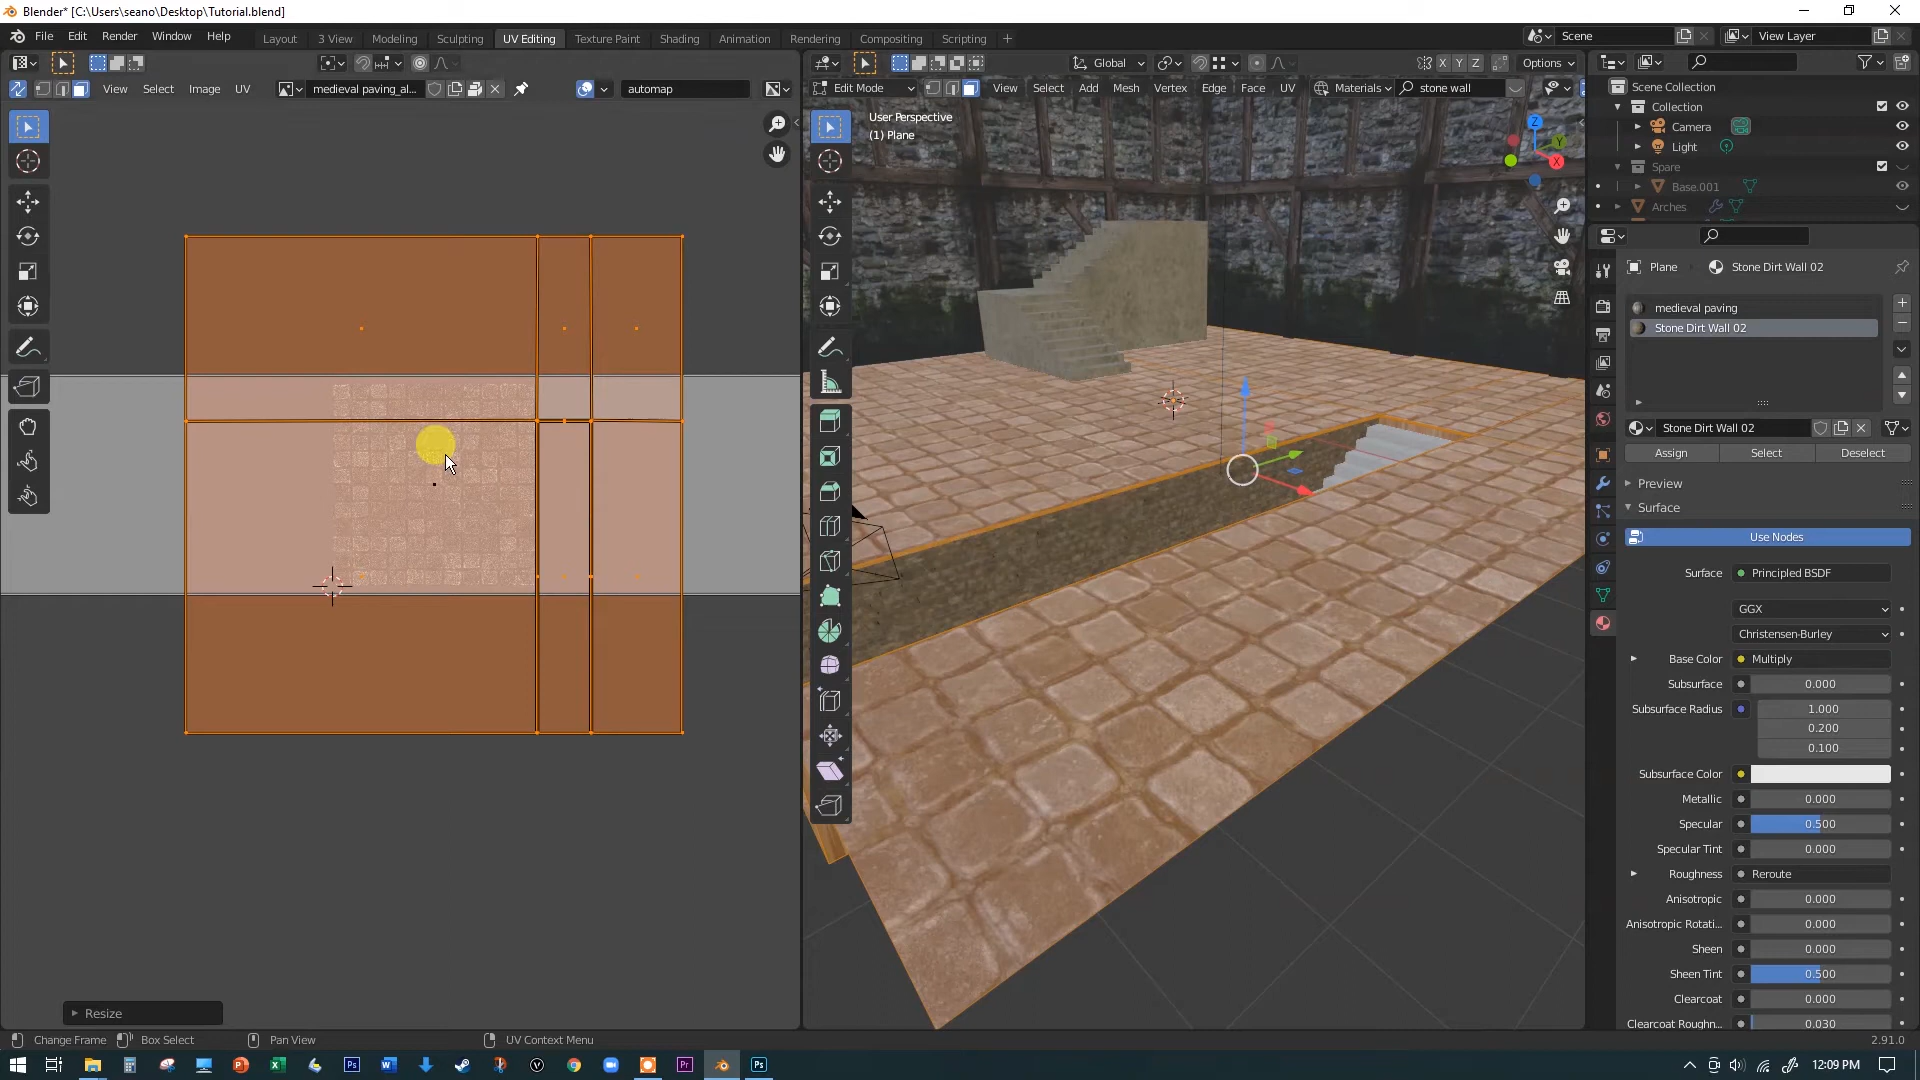 Blender* [C:\Users\seano\Desktop\Tutorial.blend]
File Edit Render Window Help
Layout 3 View Modeling Sculpting UV Editing Texture Paint Shading Animation Rendering Compositing Scripting +
Scene
View Layer
Global
X Y Z
Options
View Select Image UV
medieval paving_al...
automap
Edit Mode
View Select Add Mesh Vertex Edge Face UV
Materials
stone wall
User Perspective
(1) Plane
Z
Y
X
Scene Collection
Collection
Camera
Light
Spare
Base.001
Arches
Plane
Stone Dirt Wall 02
medieval paving
Stone Dirt Wall 02
Stone Dirt Wall 02
Assign
Select
Deselect
Preview
Surface
Use Nodes
Surface Principled BSDF
GGX
Christensen-Burley
Base Color Multiply
Subsurface 0.000
Subsurface Radius 1.000
0.200
0.100
Subsurface Color
Metallic 0.000
Specular 0.500
Specular Tint 0.000
Roughness Reroute
Anisotropic 0.000
Anisotropic Rotati... 0.000
Sheen 0.000
Sheen Tint 0.500
Clearcoat 0.000
Clearcoat Roughn... 0.030
Resize
Change Frame
Box Select
Pan View
UV Context Menu
2.91.0
12:09 PM